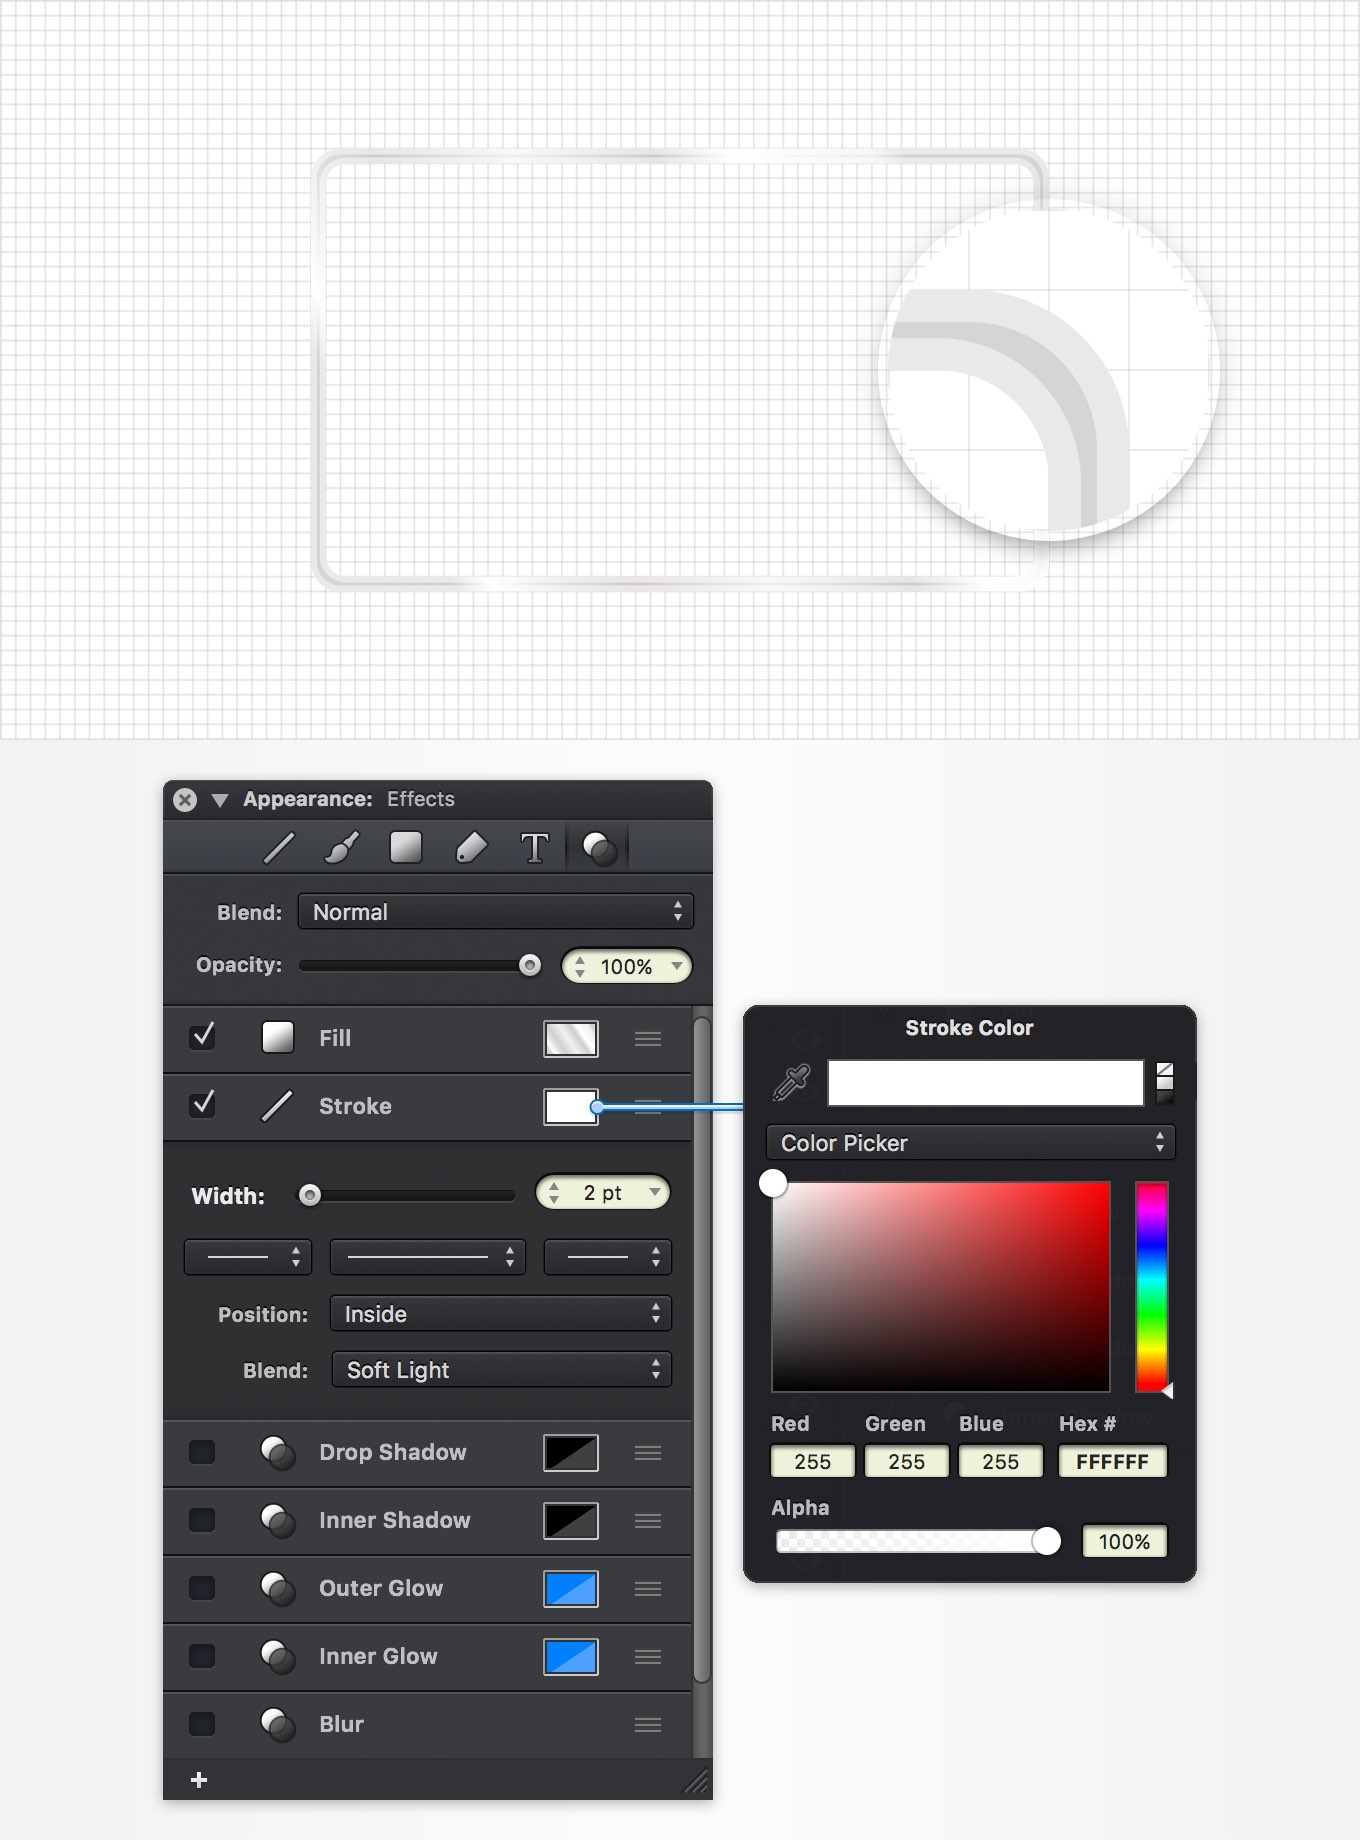 Appearance: Effects
T
Blend: Normal
Opacity: 100%
Fill
Stroke
Width: 2 pt
Position: Inside
Blend: Soft Light
Drop Shadow
Inner Shadow
Outer Glow
Inner Glow
Blur
+
Stroke Color
Color Picker
Red Green Blue Hex #
255 255 255 FFFFFF
Alpha
100%